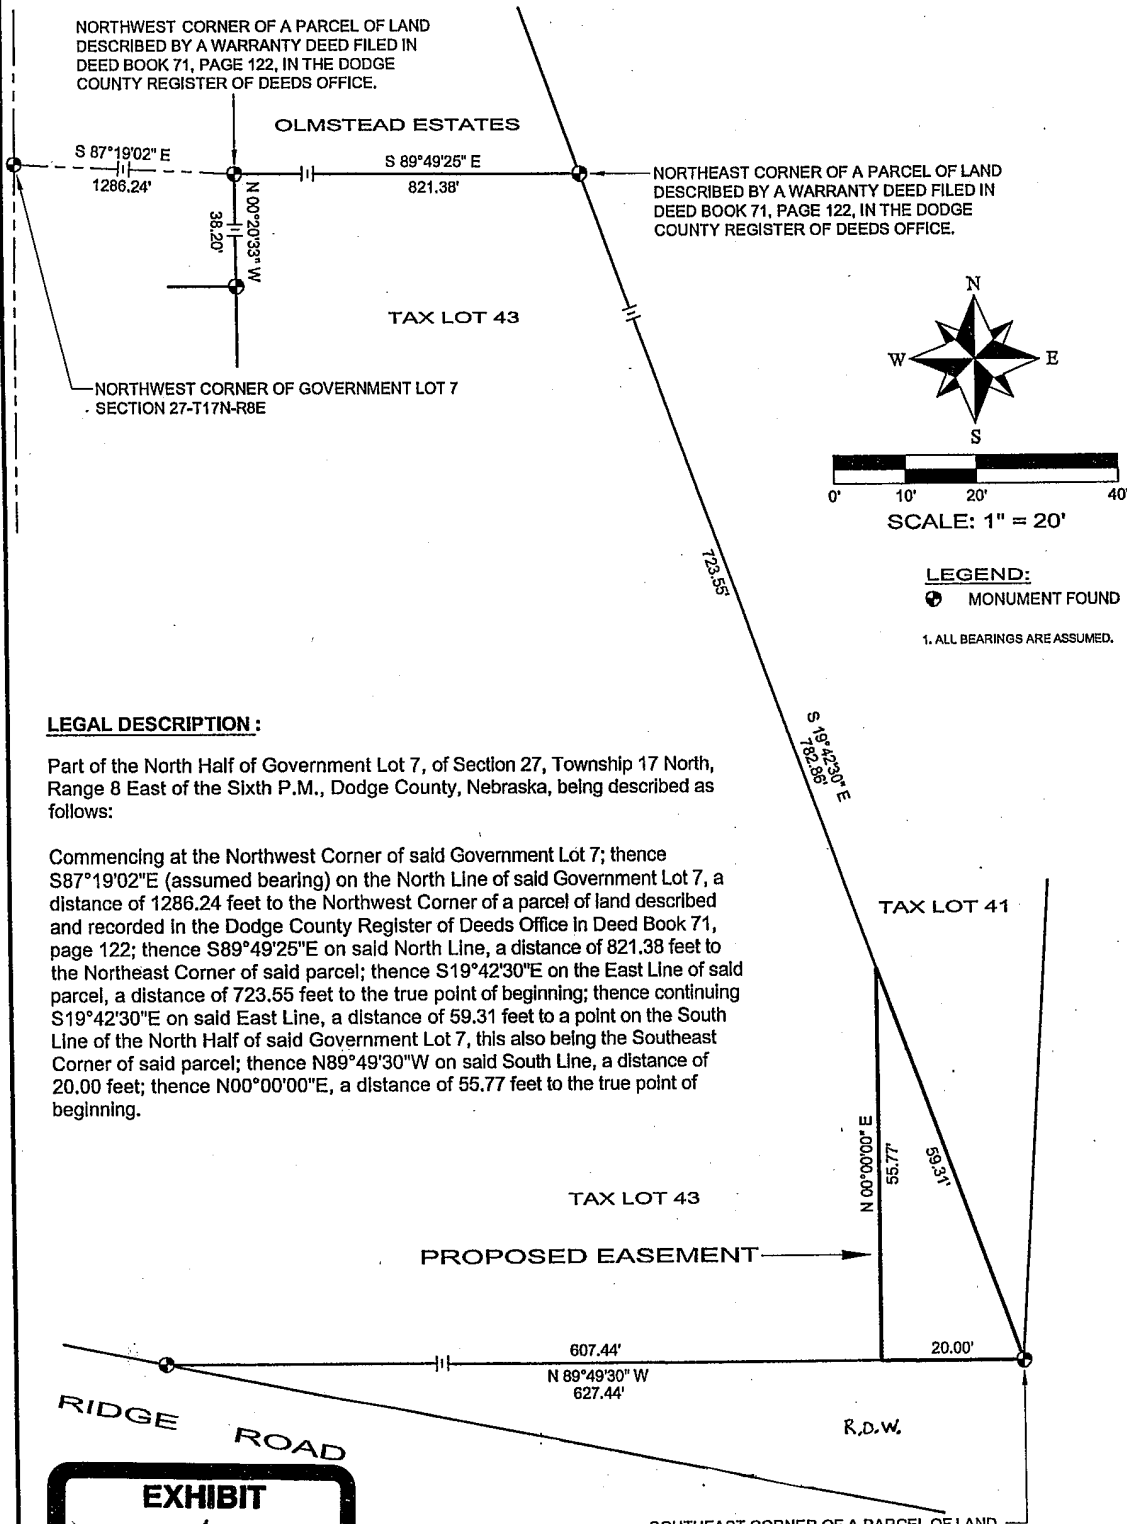 NORTHWEST CORNER OF A PARCEL OF LAND
DESCRIBED BY A WARRANTY DEED FILED IN
DEED BOOK 71, PAGE 122, IN THE DODGE
COUNTY REGISTER OF DEEDS OFFICE.
OLMSTEAD ESTATES
S 87°19'02" E
1286.24'
S 89°49'25" E
821.38'
N 00°20'33" W
38.20'
NORTHEAST CORNER OF A PARCEL OF LAND
DESCRIBED BY A WARRANTY DEED FILED IN
DEED BOOK 71, PAGE 122, IN THE DODGE
COUNTY REGISTER OF DEEDS OFFICE.
TAX LOT 43
NORTHWEST CORNER OF GOVERNMENT LOT 7
SECTION 27-T17N-R8E
N
W
E
S
0'
10'
20'
40'
SCALE: 1" = 20'
LEGEND:
MONUMENT FOUND
1. ALL BEARINGS ARE ASSUMED.
723.55'
S 19°42'30" E
782.86'
LEGAL DESCRIPTION :
Part of the North Half of Government Lot 7, of Section 27, Township 17 North,
Range 8 East of the Sixth P.M., Dodge County, Nebraska, being described as
follows:
Commencing at the Northwest Corner of said Government Lot 7; thence
S87°19'02"E (assumed bearing) on the North Line of said Government Lot 7, a
distance of 1286.24 feet to the Northwest Corner of a parcel of land described
and recorded in the Dodge County Register of Deeds Office in Deed Book 71,
page 122; thence S89°49'25"E on said North Line, a distance of 821.38 feet to
the Northeast Corner of said parcel; thence S19°42'30"E on the East Line of said
parcel, a distance of 723.55 feet to the true point of beginning; thence continuing
S19°42'30"E on said East Line, a distance of 59.31 feet to a point on the South
Line of the North Half of said Government Lot 7, this also being the Southeast
Corner of said parcel; thence N89°49'30"W on said South Line, a distance of
20.00 feet; thence N00°00'00"E, a distance of 55.77 feet to the true point of
beginning.
TAX LOT 41
N 00°00'00" E
55.77'
59.31'
TAX LOT 43
PROPOSED EASEMENT
607.44'
N 89°49'30" W
627.44'
20.00'
RIDGE ROAD
R.O.W.
EXHIBIT
SOUTHEAST CORNER OF A PARCEL OF LAND